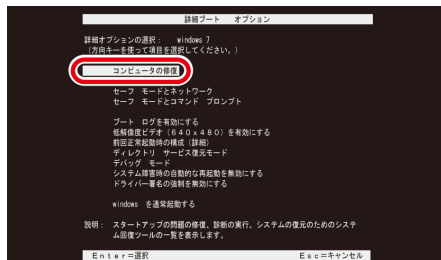 詳細ブート オプション
詳細オプションの選択： windows 7
（方向キーを使って項目を選択してください。）
コンピュータの修復
セーフ モードとネットワーク
セーフ モードとコマンド プロンプト
ブート ログを有効にする
低解像度ビデオ（６４０ｘ４８０）を有効にする
前回正常起動時の構成（詳細）
ディレクトリ サービス復元モード
デバッグ モード
システム障害時の自動的な再起動を無効にする
ドライバー署名の強制を無効にする
windows を通常起動する
説明： スタートアップの問題の修復、診断の実行、システムの復元のためのシステ
ム回復ツールの一覧を表示します。
Ｅｎｔｅｒ＝選択 Ｅｓｃ＝キャンセル